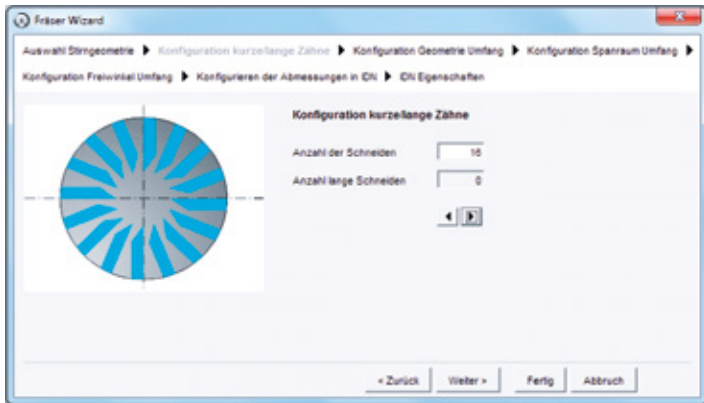 Fräser Wizard
Auswahl Stirngeometrie Konfiguration kurze/lange Zähne Konfiguration Geometrie Umfang Konfiguration Spanraum Umfang
Konfiguration Freiwinkel Umfang Konfigurieren der Abmessungen in IDN IDN Eigenschaften
Konfiguration kurze/lange Zähne
Anzahl der Schneiden 16
Anzahl lange Schneiden 0
< Zurück Weiter > Fertig Abbruch